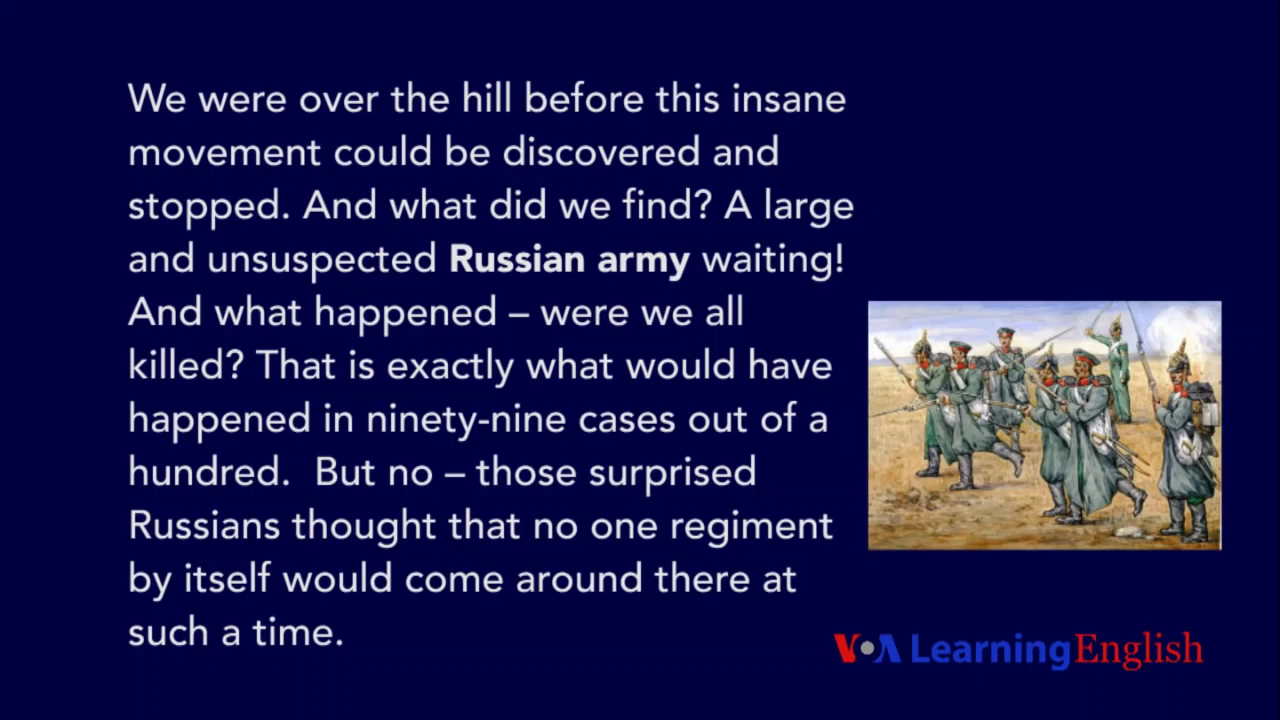 We were over the hill before this insane
movement could be discovered and
stopped. And what did we find? A large
and unsuspected Russian army waiting!
And what happened – were we all
killed? That is exactly what would have
happened in ninety-nine cases out of a
hundred.  But no – those surprised
Russians thought that no one regiment
by itself would come around there at
such a time.
VOA Learning English